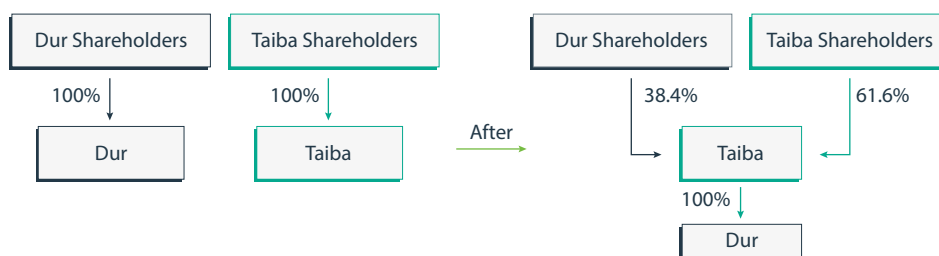 Dur Shareholders
Taiba Shareholders
100%
100%
Dur
Taiba
After
Dur Shareholders
Taiba Shareholders
38.4%
61.6%
Taiba
100%
Dur